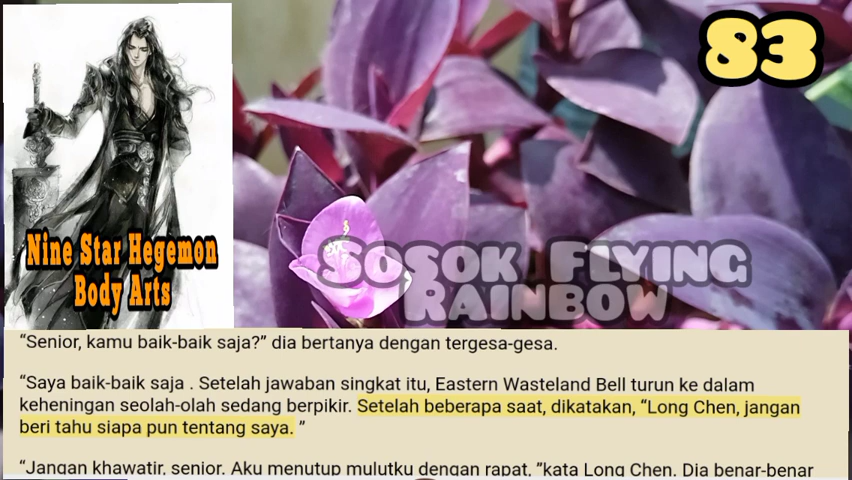 83
Nine Star Hegemon
Body Arts
Sosok Flying
Rainbow
“Senior, kamu baik-baik saja?” dia bertanya dengan tergesa-gesa.
“Saya baik-baik saja . Setelah jawaban singkat itu, Eastern Wasteland Bell turun ke dalam
keheningan seolah-olah sedang berpikir. Setelah beberapa saat, dikatakan, “Long Chen, jangan
beri tahu siapa pun tentang saya. ”
“Jangan khawatir, senior. Aku menutup mulutku dengan rapat, ”kata Long Chen. Dia benar-benar